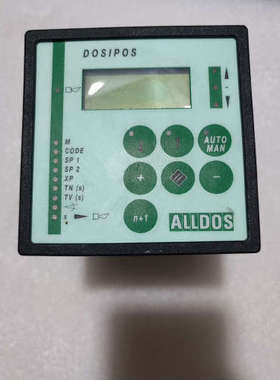 DOSIPOS
M
CODE
SP 1
SP 2
XP
TN (s)
TV (s)
AUTO
MAN
+
-
n+1
ALLDOS